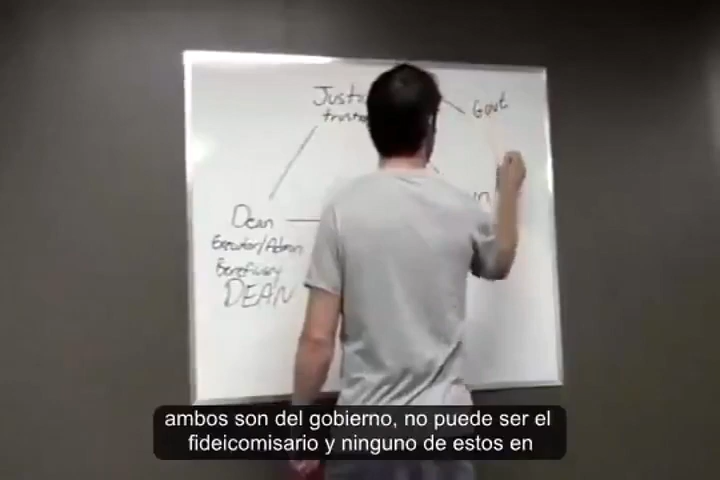 Justi
trust
Govt
Dean
Executor/Admin
Beneficiary
DEAN
ambos son del gobierno, no puede ser el
fideicomisario y ninguno de estos en